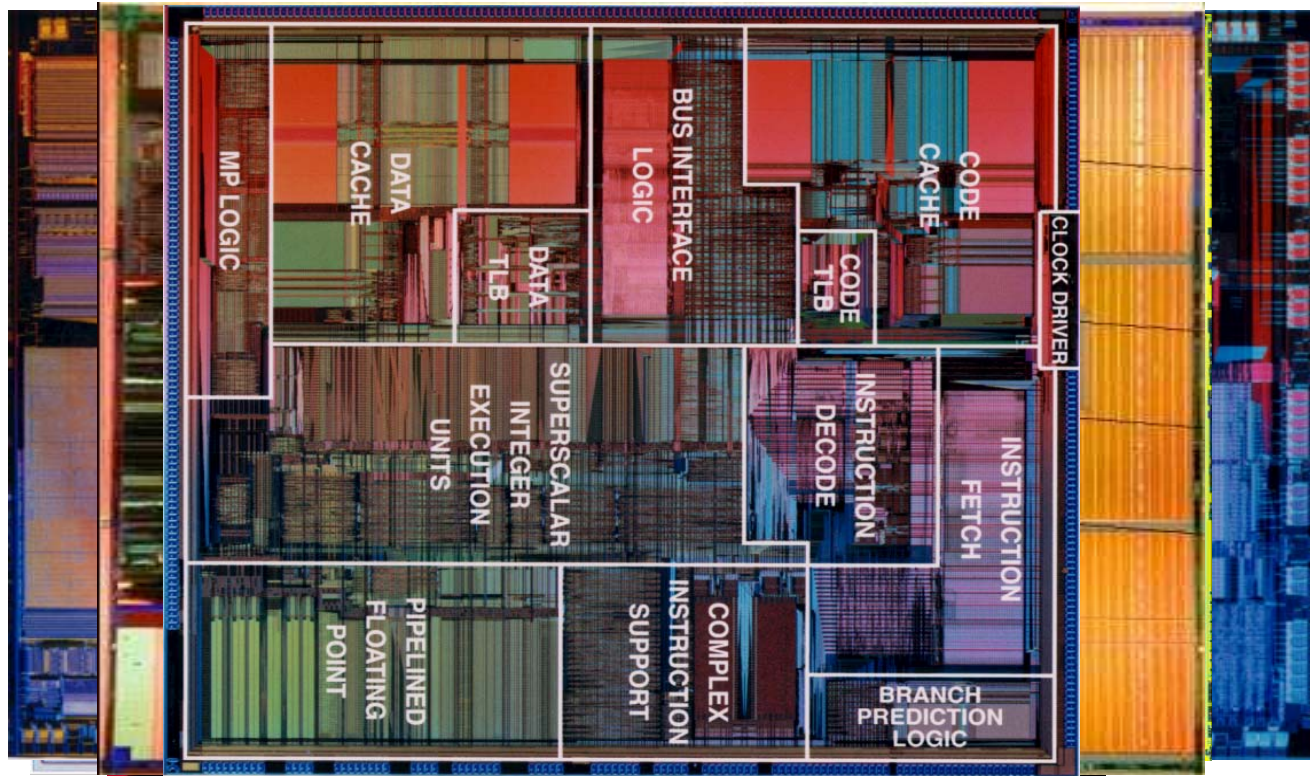 MP LOGIC
DATA
CACHE
DATA
TLB
BUS INTERFACE
LOGIC
CODE
CACHE
CODE
TLB
CLOCK DRIVER
SUPERSCALAR
INTEGER
EXECUTION
UNITS
INSTRUCTION
DECODE
INSTRUCTION
FETCH
PIPELINED
FLOATING
POINT
COMPLEX
INSTRUCTION
SUPPORT
BRANCH
PREDICTION
LOGIC